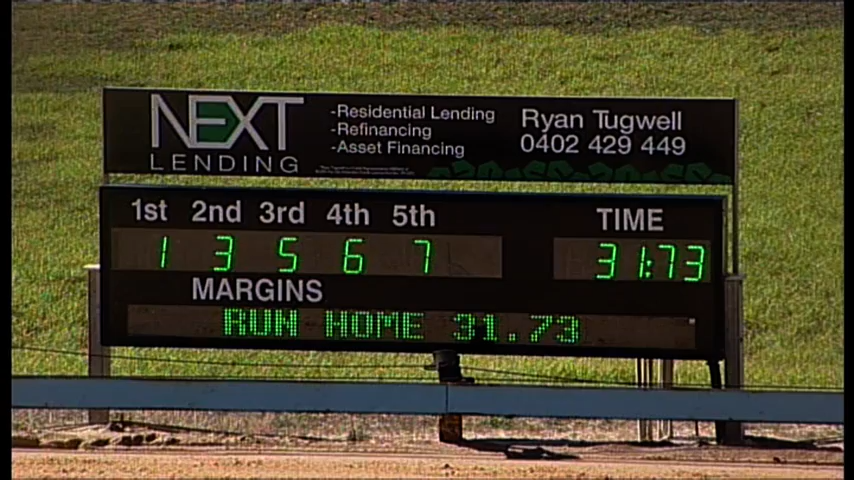 NEXT
LENDING
-Residential Lending
-Refinancing
-Asset Financing
Ryan Tugwell
0402 429 449
1st 2nd 3rd 4th 5th TIME
1 3 5 6 7 31:73
MARGINS
RUN HOME 31.73